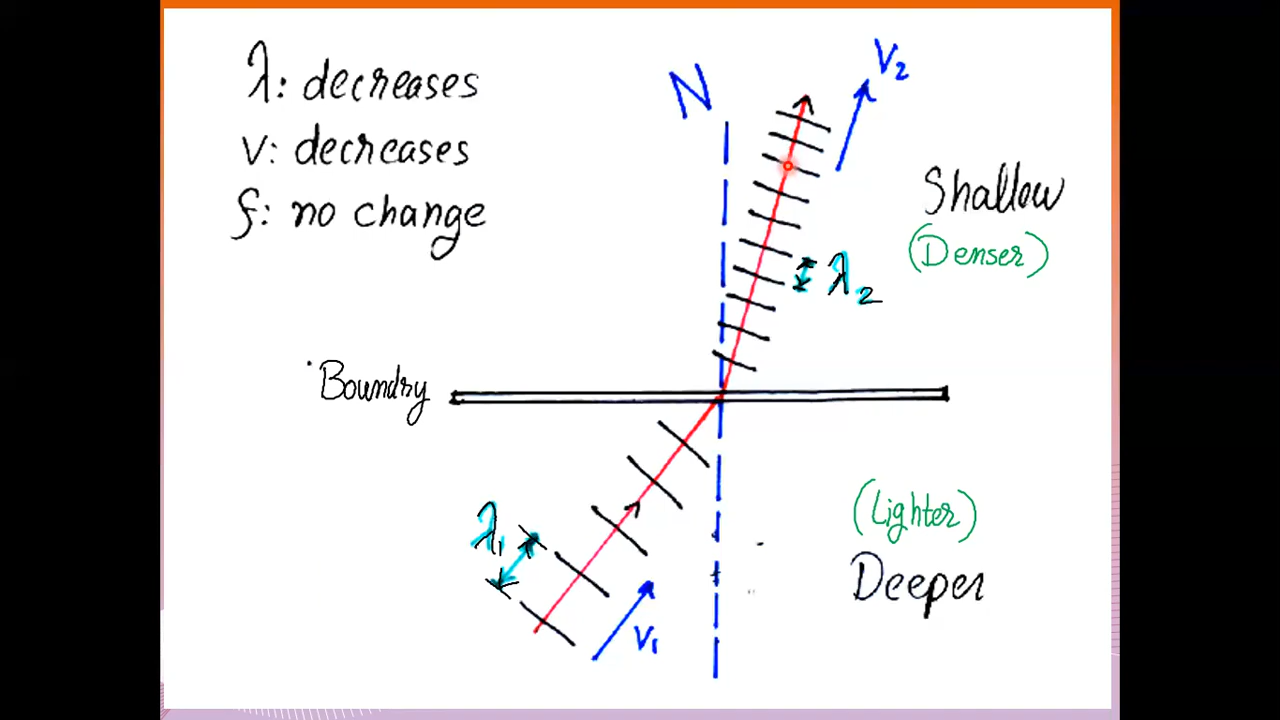 λ: decreases
v: decreases
f: no change
N
V₂
Shallow
(Denser)
λ₂
Boundry
λ₁
V₁
(Lighter)
Deeper